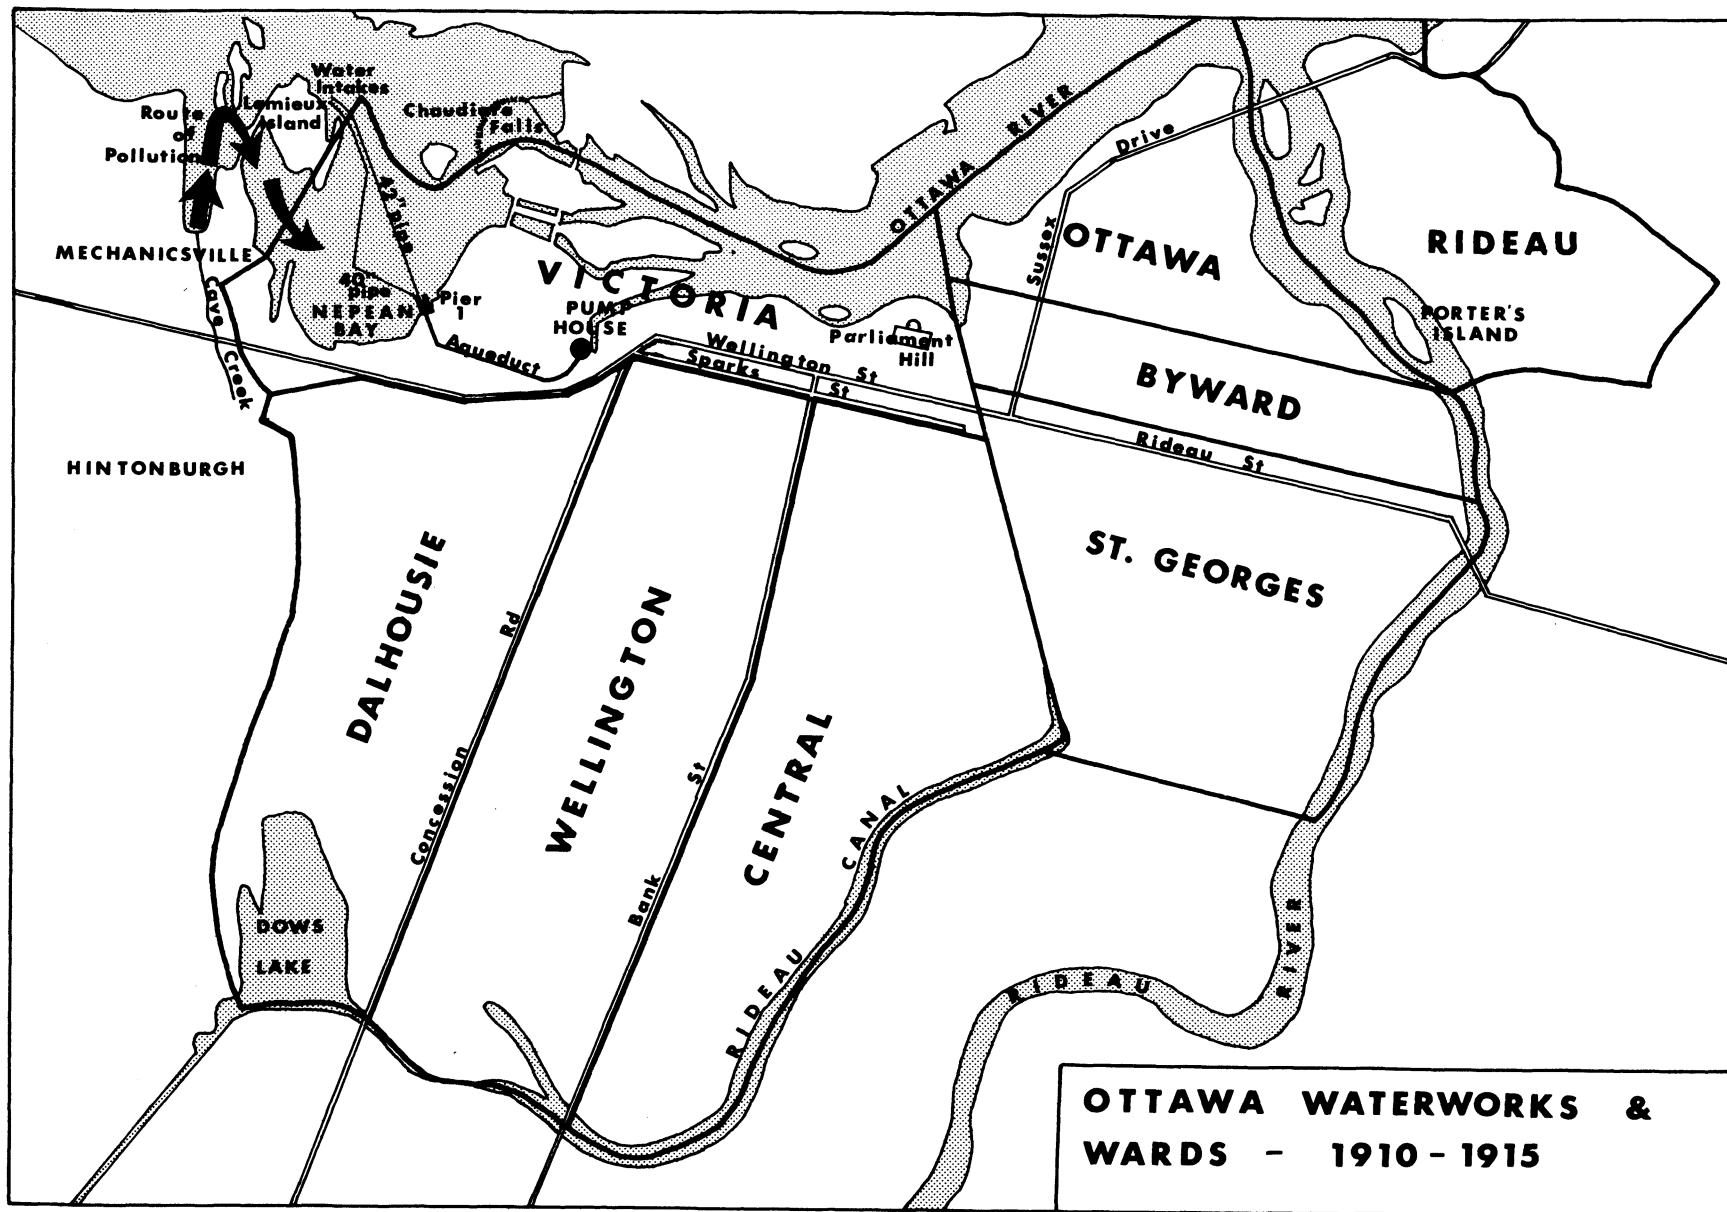 Water
Intakes
Route
of
Pollution
Lemieux
Island
Chaudiere
Falls
OTTAWA RIVER
Drive
42" pipe
MECHANICSVILLE
Cave Creek
40"
pipe
NEPEAN
BAY
Pier
1
VICTORIA
PUMP
HOUSE
Aqueduct
Parliament
Hill
Wellington St
Sparks St
Sussex
OTTAWA
RIDEAU
PORTER'S
ISLAND
BYWARD
Rideau St
HINTONBURGH
ST. GEORGES
DALHOUSIE
Concession Rd
WELLINGTON
Bank St
CENTRAL
RIDEAU CANAL
DOWS
LAKE
RIDEAU RIVER
OTTAWA WATERWORKS &
WARDS - 1910-1915